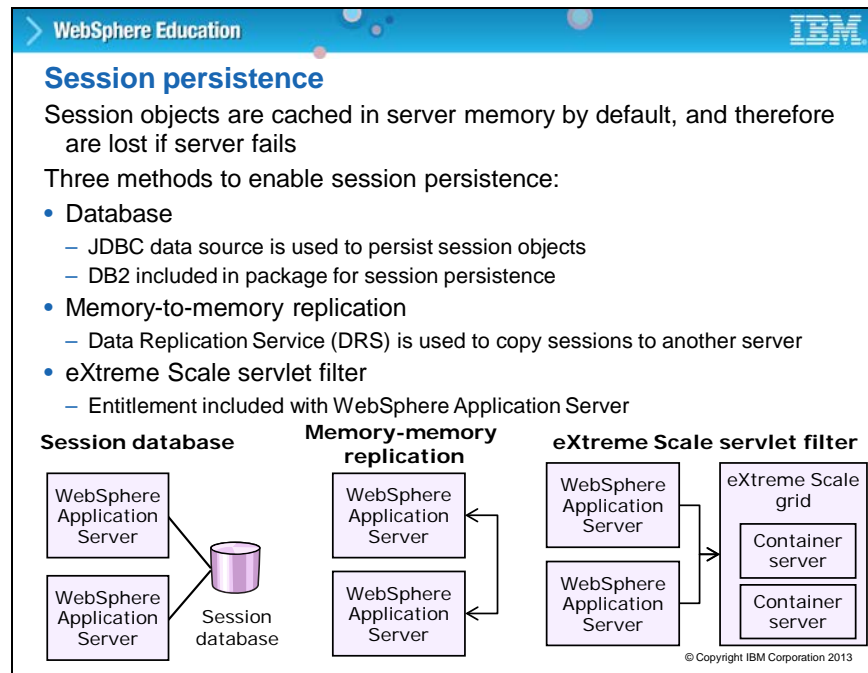 WebSphere Education
IBM
Session persistence
Session objects are cached in server memory by default, and therefore
are lost if server fails
Three methods to enable session persistence:
• Database
– JDBC data source is used to persist session objects
– DB2 included in package for session persistence
• Memory-to-memory replication
– Data Replication Service (DRS) is used to copy sessions to another server
• eXtreme Scale servlet filter
– Entitlement included with WebSphere Application Server
Session database
WebSphere
Application
Server
WebSphere
Application
Server
Session
database
Memory-memory
replication
WebSphere
Application
Server
WebSphere
Application
Server
eXtreme Scale servlet filter
WebSphere
Application
Server
WebSphere
Application
Server
eXtreme Scale
grid
Container
server
Container
server
© Copyright IBM Corporation 2013